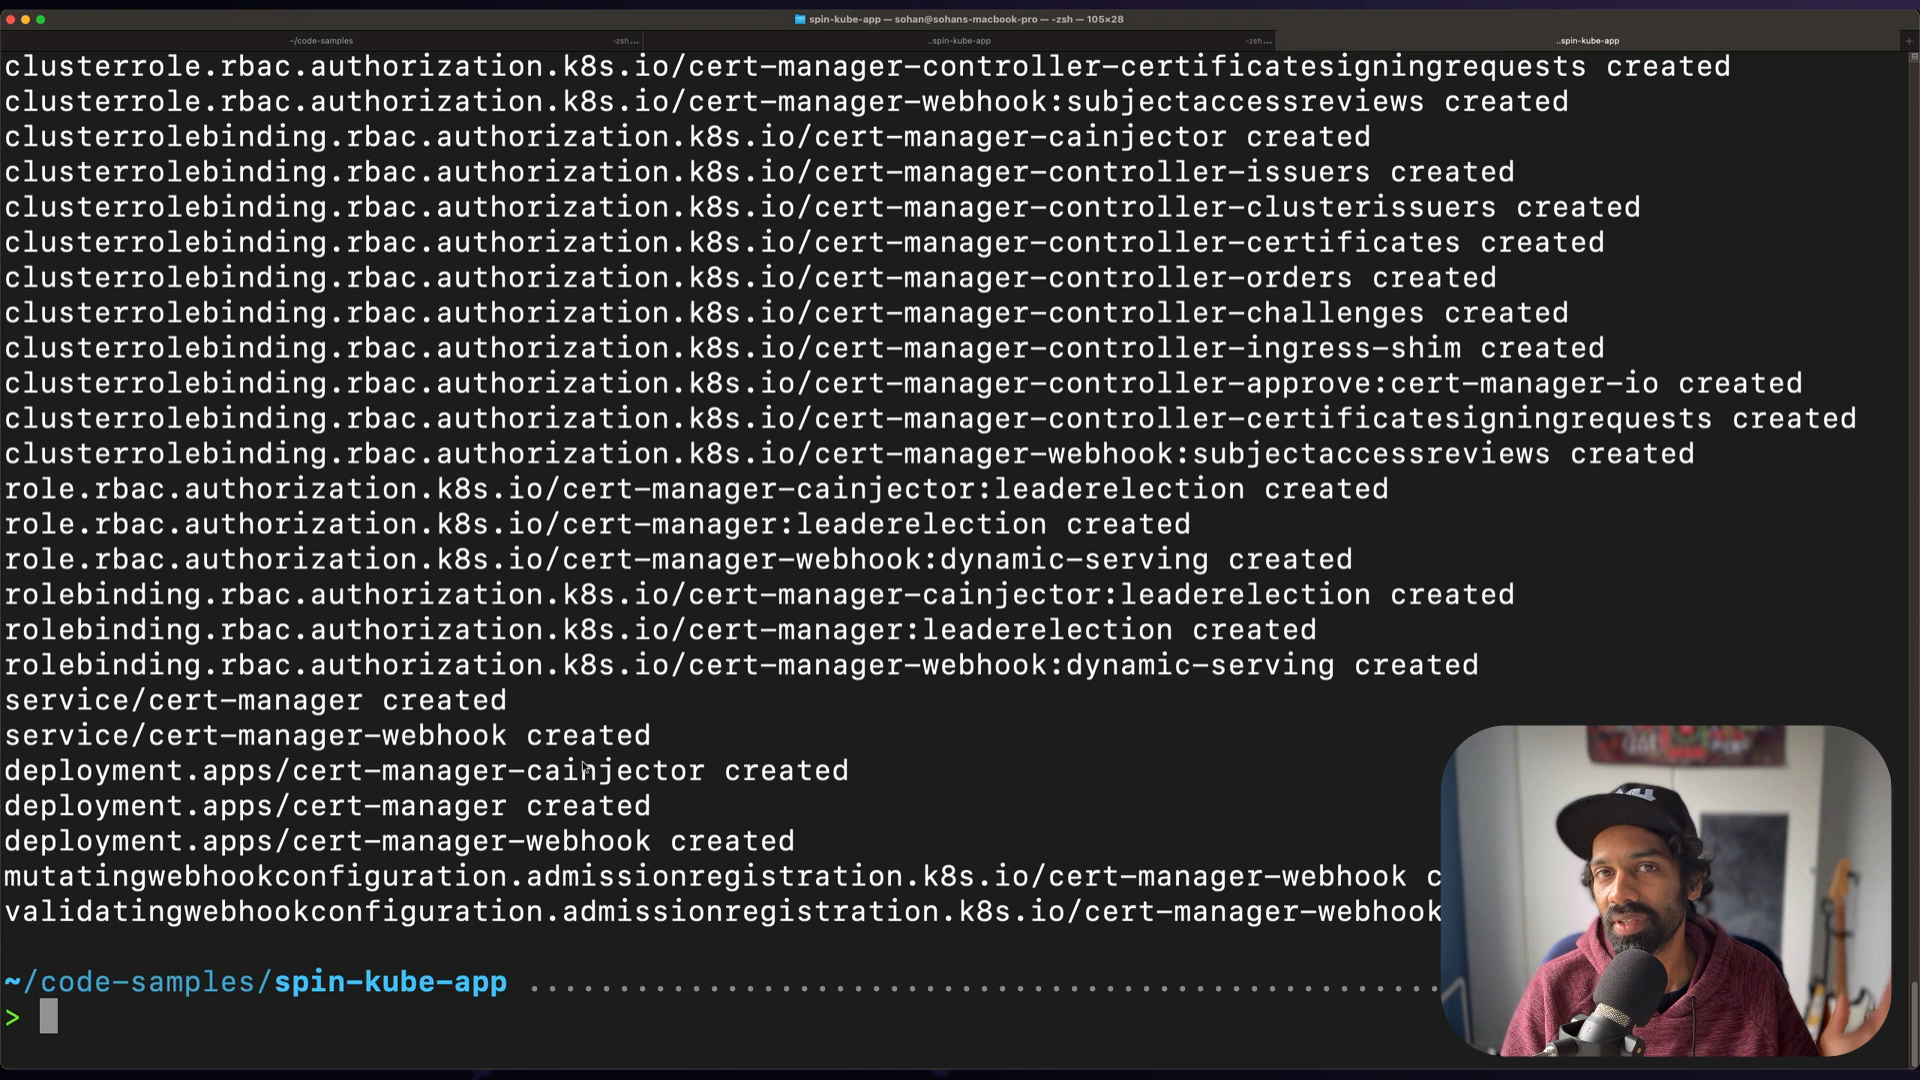 spin-kube-app — sohan@sohans-macbook-pro — -zsh — 105×28
~/code-samples
-zsh...
..spin-kube-app
-zsh...
..spin-kube-app
clusterrole.rbac.authorization.k8s.io/cert-manager-controller-certificatesigningrequests created
clusterrole.rbac.authorization.k8s.io/cert-manager-webhook:subjectaccessreviews created
clusterrolebinding.rbac.authorization.k8s.io/cert-manager-cainjector created
clusterrolebinding.rbac.authorization.k8s.io/cert-manager-controller-issuers created
clusterrolebinding.rbac.authorization.k8s.io/cert-manager-controller-clusterissuers created
clusterrolebinding.rbac.authorization.k8s.io/cert-manager-controller-certificates created
clusterrolebinding.rbac.authorization.k8s.io/cert-manager-controller-orders created
clusterrolebinding.rbac.authorization.k8s.io/cert-manager-controller-challenges created
clusterrolebinding.rbac.authorization.k8s.io/cert-manager-controller-ingress-shim created
clusterrolebinding.rbac.authorization.k8s.io/cert-manager-controller-approve:cert-manager-io created
clusterrolebinding.rbac.authorization.k8s.io/cert-manager-controller-certificatesigningrequests created
clusterrolebinding.rbac.authorization.k8s.io/cert-manager-webhook:subjectaccessreviews created
role.rbac.authorization.k8s.io/cert-manager-cainjector:leaderelection created
role.rbac.authorization.k8s.io/cert-manager:leaderelection created
role.rbac.authorization.k8s.io/cert-manager-webhook:dynamic-serving created
rolebinding.rbac.authorization.k8s.io/cert-manager-cainjector:leaderelection created
rolebinding.rbac.authorization.k8s.io/cert-manager:leaderelection created
rolebinding.rbac.authorization.k8s.io/cert-manager-webhook:dynamic-serving created
service/cert-manager created
service/cert-manager-webhook created
deployment.apps/cert-manager-cainjector created
deployment.apps/cert-manager created
deployment.apps/cert-manager-webhook created
mutatingwebhookconfiguration.admissionregistration.k8s.io/cert-manager-webhook c
validatingwebhookconfiguration.admissionregistration.k8s.io/cert-manager-webhook
~/code-samples/spin-kube-app ...................................................
>